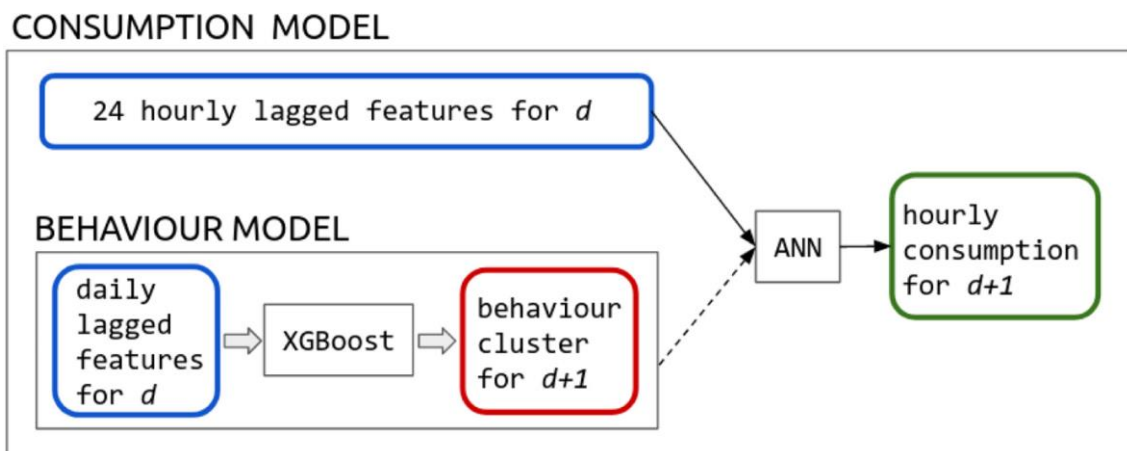 CONSUMPTION MODEL
24 hourly lagged features for d
BEHAVIOUR MODEL
daily
lagged
features
for d
XGBoost
behaviour
cluster
for d+1
ANN
hourly
consumption
for d+1